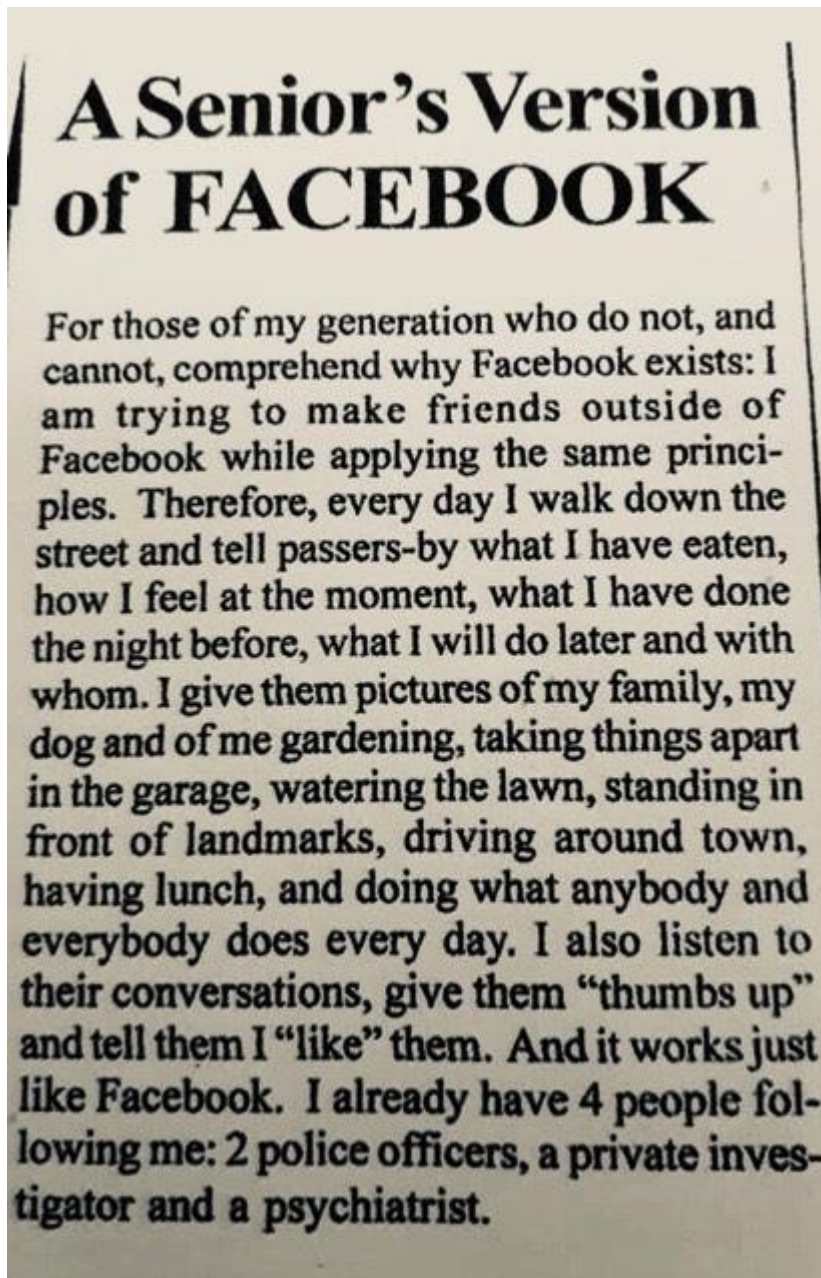 A Senior’s Version
of FACEBOOK
For those of my generation who do not, and
cannot, comprehend why Facebook exists: I
am trying to make friends outside of
Facebook while applying the same princi-
ples. Therefore, every day I walk down the
street and tell passers-by what I have eaten,
how I feel at the moment, what I have done
the night before, what I will do later and with
whom. I give them pictures of my family, my
dog and of me gardening, taking things apart
in the garage, watering the lawn, standing in
front of landmarks, driving around town,
having lunch, and doing what anybody and
everybody does every day. I also listen to
their conversations, give them “thumbs up”
and tell them I “like” them. And it works just
like Facebook. I already have 4 people fol-
lowing me: 2 police officers, a private inves-
tigator and a psychiatrist.